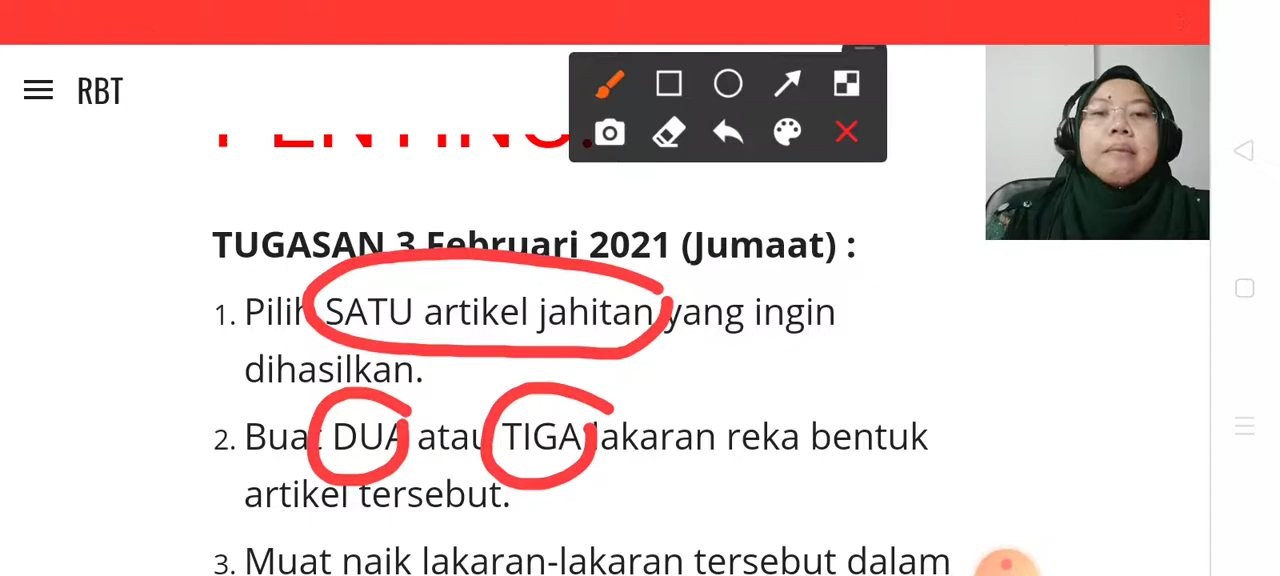 RBT
PENTING:
TUGASAN 3 Februari 2021 (Jumaat) :
1. Pilih SATU artikel jahitan yang ingin
dihasilkan.
2. Buat DUA atau TIGA lakaran reka bentuk
artikel tersebut.
3. Muat naik lakaran-lakaran tersebut dalam